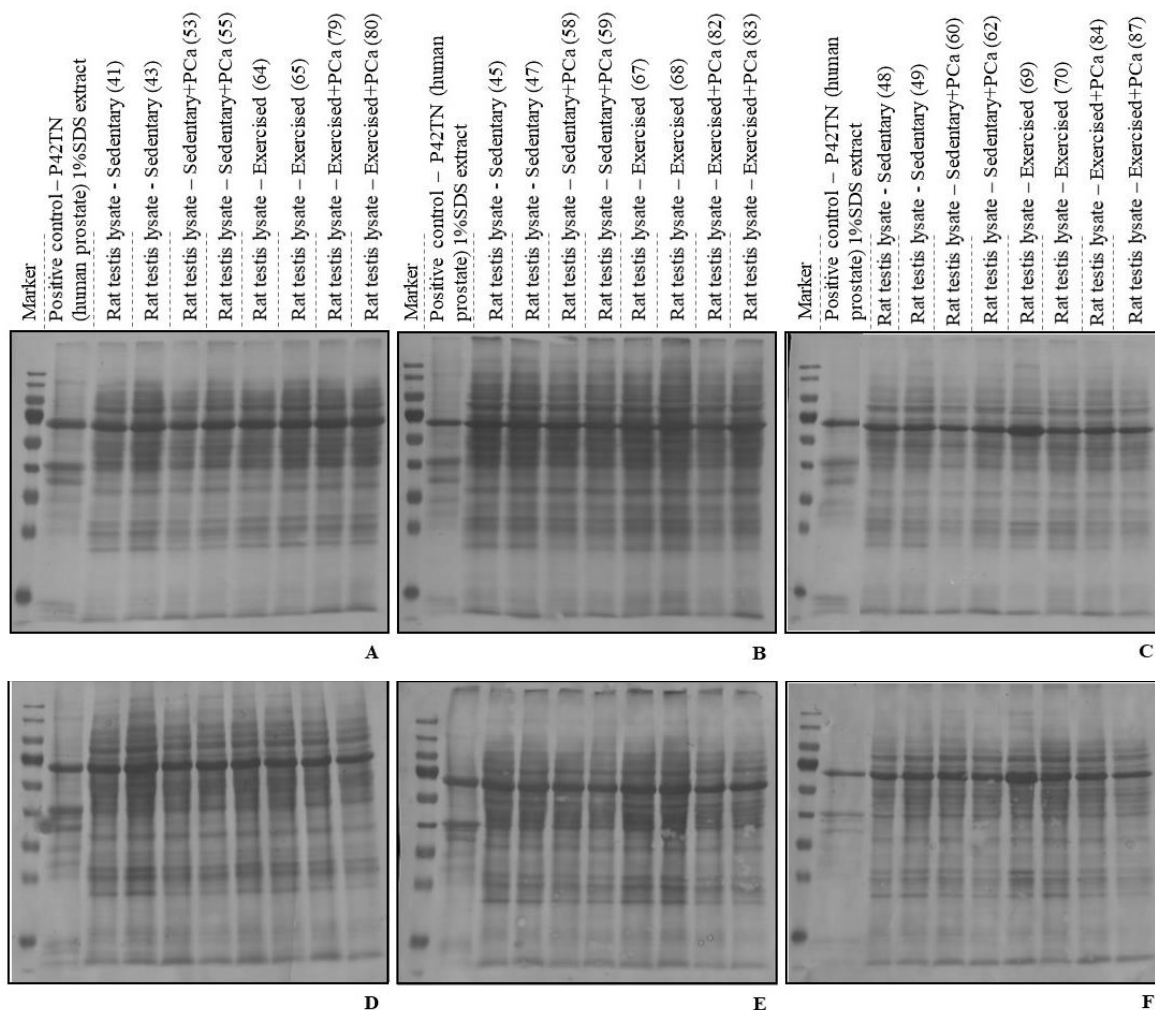 Marker
Positive control – P42TN
(human prostate) 1%SDS extract
Rat testis lysate - Sedentary (41)
Rat testis lysate - Sedentary (43)
Rat testis lysate – Sedentary+PCa (53)
Rat testis lysate – Sedentary+PCa (55)
Rat testis lysate – Exercised (64)
Rat testis lysate – Exercised (65)
Rat testis lysate – Exercised+PCa (79)
Rat testis lysate – Exercised+PCa (80)
Marker
Positive control – P42TN (human
prostate) 1%SDS extract
Rat testis lysate - Sedentary (45)
Rat testis lysate - Sedentary (47)
Rat testis lysate – Sedentary+PCa (58)
Rat testis lysate – Sedentary+PCa (59)
Rat testis lysate – Exercised (67)
Rat testis lysate – Exercised (68)
Rat testis lysate – Exercised+PCa (82)
Rat testis lysate – Exercised+PCa (83)
Marker
Positive control – P42TN (human
prostate) 1%SDS extract
Rat testis lysate - Sedentary (48)
Rat testis lysate - Sedentary (49)
Rat testis lysate – Sedentary+PCa (60)
Rat testis lysate – Sedentary+PCa (62)
Rat testis lysate – Exercised (69)
Rat testis lysate – Exercised (70)
Rat testis lysate – Exercised+PCa (84)
Rat testis lysate – Exercised+PCa (87)
A
B
C
D
E
F